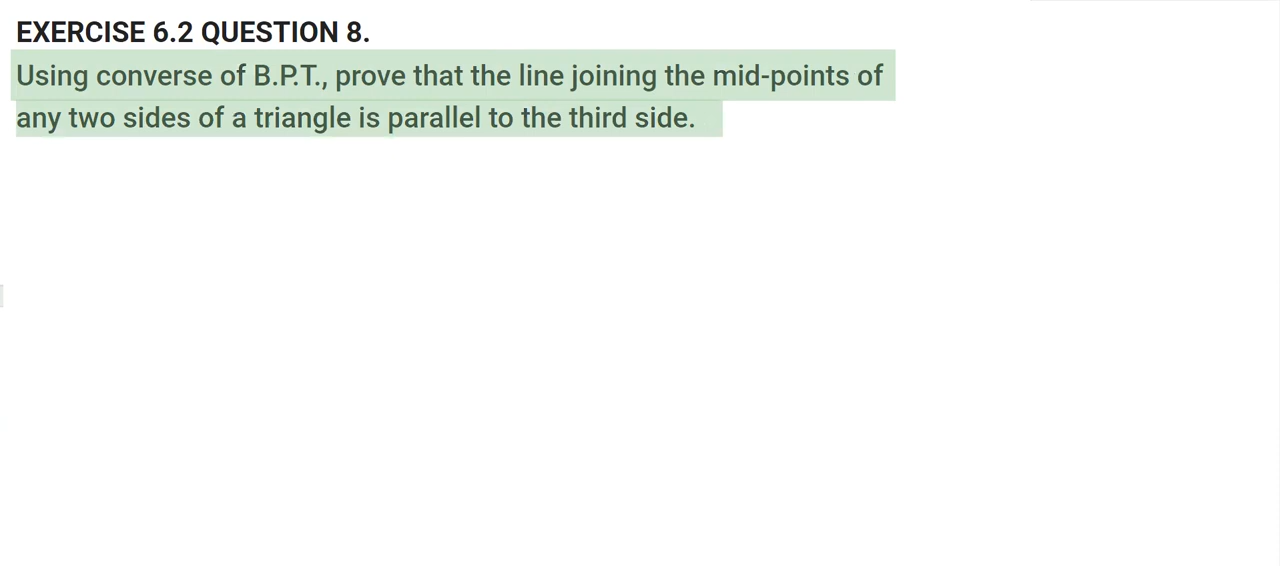 EXERCISE 6.2 QUESTION 8.
Using converse of B.P.T., prove that the line joining the mid-points of
any two sides of a triangle is parallel to the third side.